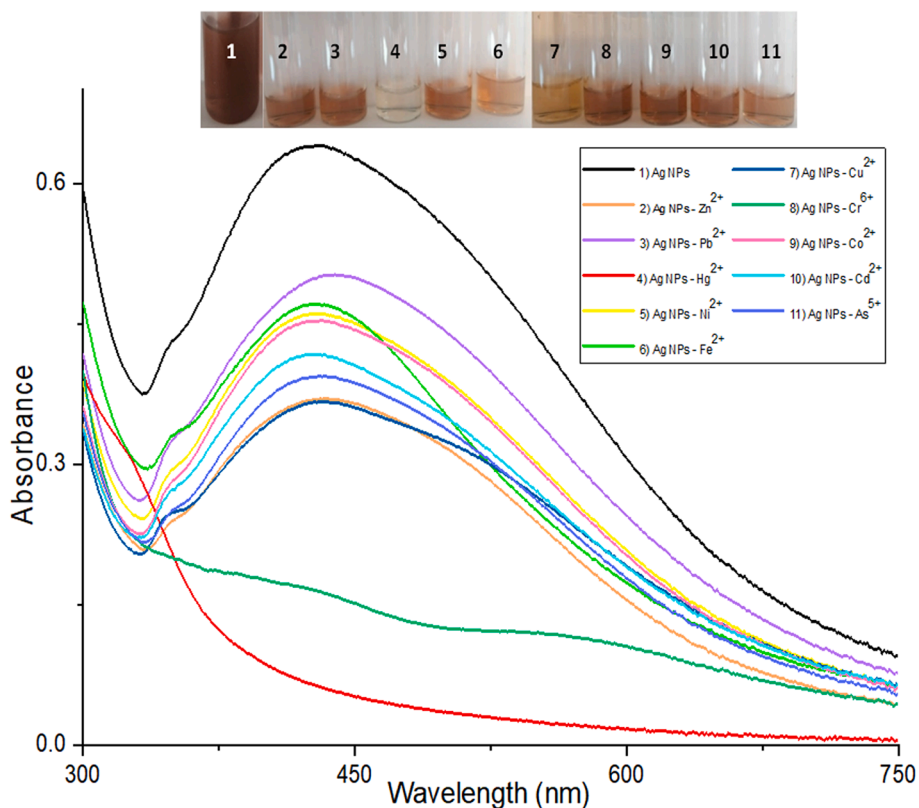 1 2 3 4 5 6 7 8 9 10 11
0.6
0.3
0.0
Absorbance
1) Ag NPs
2) Ag NPs - Zn2+
3) Ag NPs - Pb2+
4) Ag NPs - Hg2+
5) Ag NPs - Ni2+
6) Ag NPs - Fe2+
7) Ag NPs - Cu2+
8) Ag NPs - Cr6+
9) Ag NPs - Co2+
10) Ag NPs - Cd2+
11) Ag NPs - As5+
300 450 600 750
Wavelength (nm)